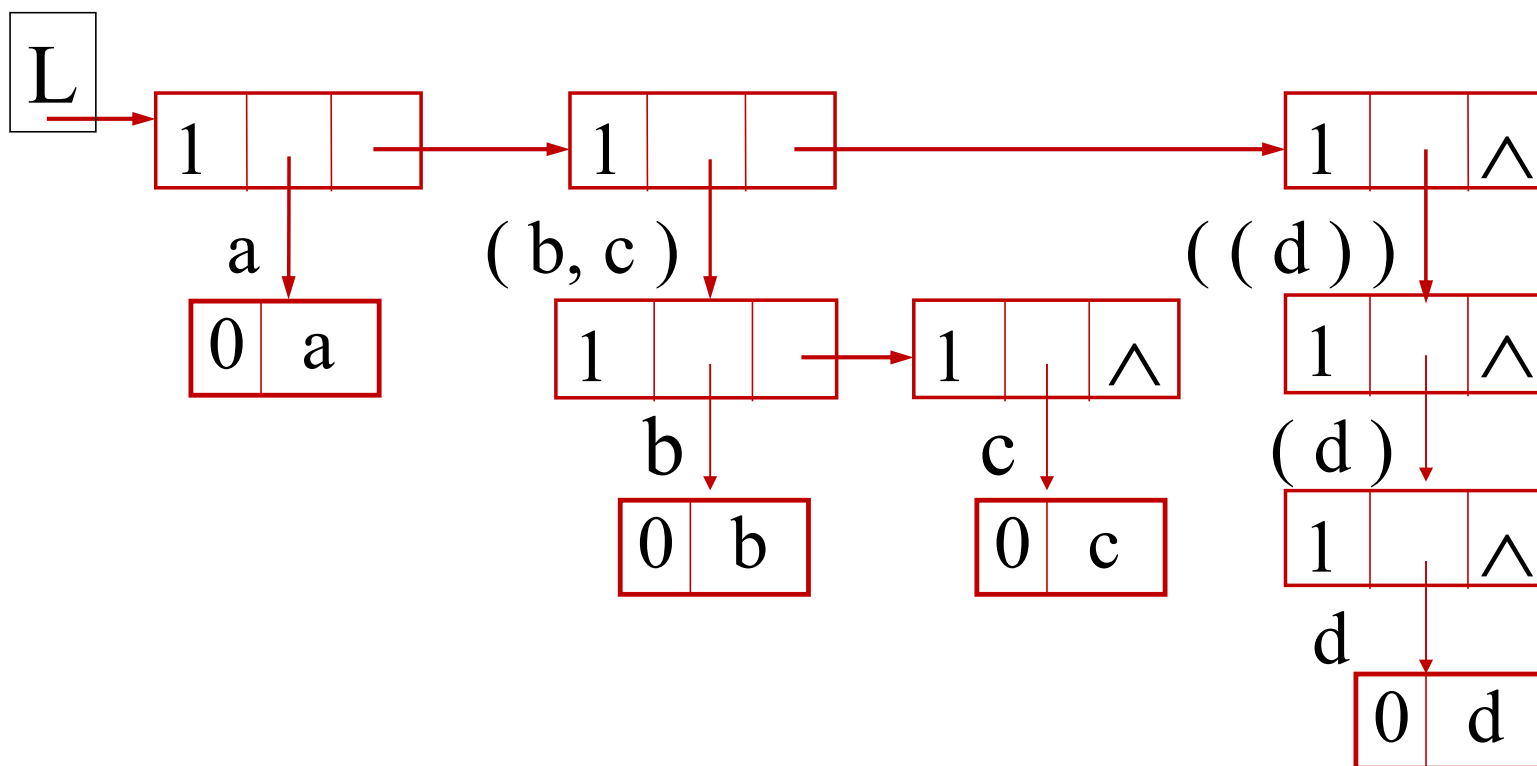 L
1 1 1 ∧
a ( b, c ) ( ( d ) )
0 a 1 1 ∧ 1 ∧
b c ( d )
0 b 0 c 1 ∧
d
0 d